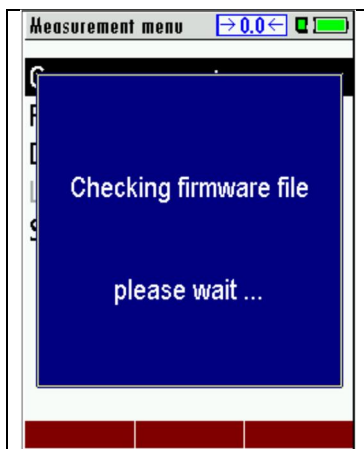 Measurement menu →0.0←
Checking firmware file
please wait ...